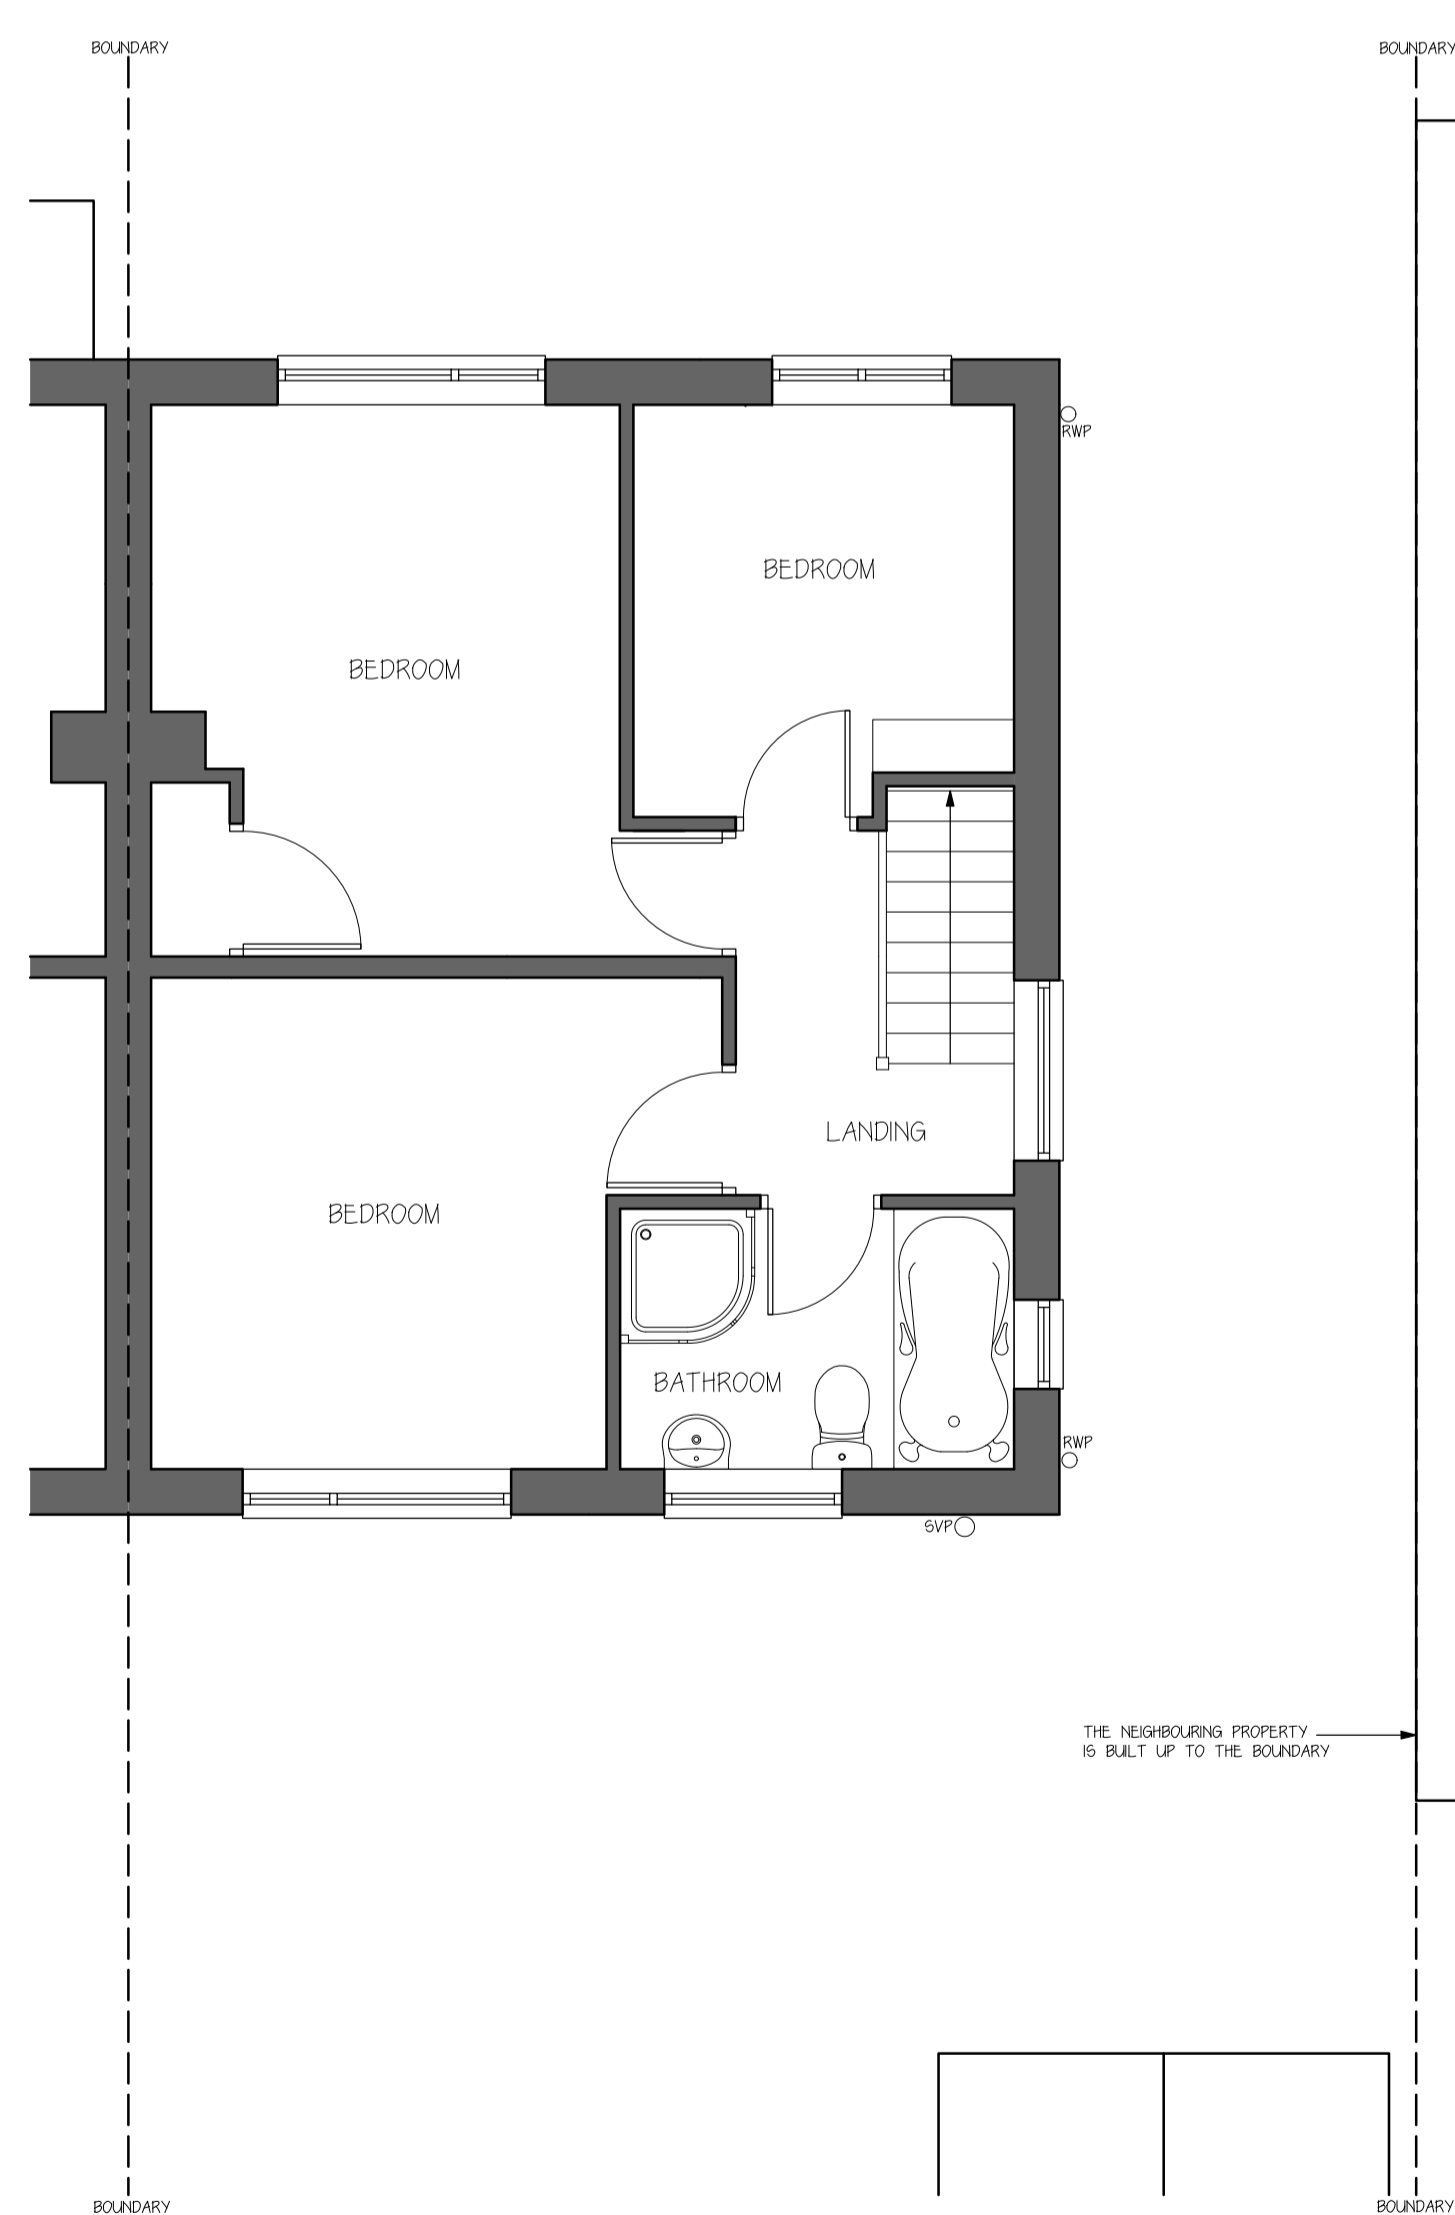 BOUNDARY
BOUNDARY
RWP
BEDROOM
BEDROOM
LANDING
BEDROOM
BATHROOM
RWP
SVP
THE NEIGHBOURING PROPERTY
IS BUILT UP TO THE BOUNDARY
BOUNDARY
BOUNDARY